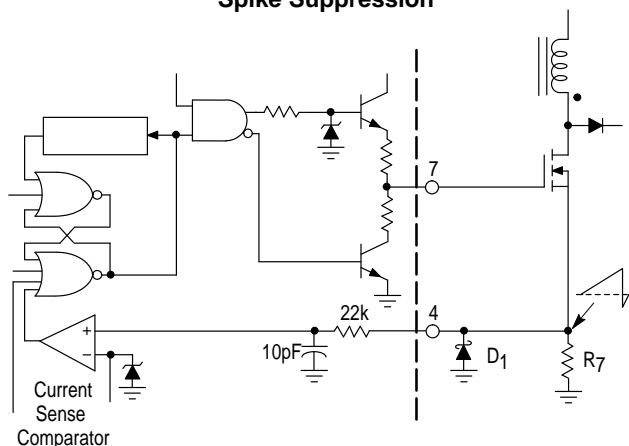 Spike Suppression
7
22k
4
10pF
D1
R7
+
−
Current
Sense
Comparator